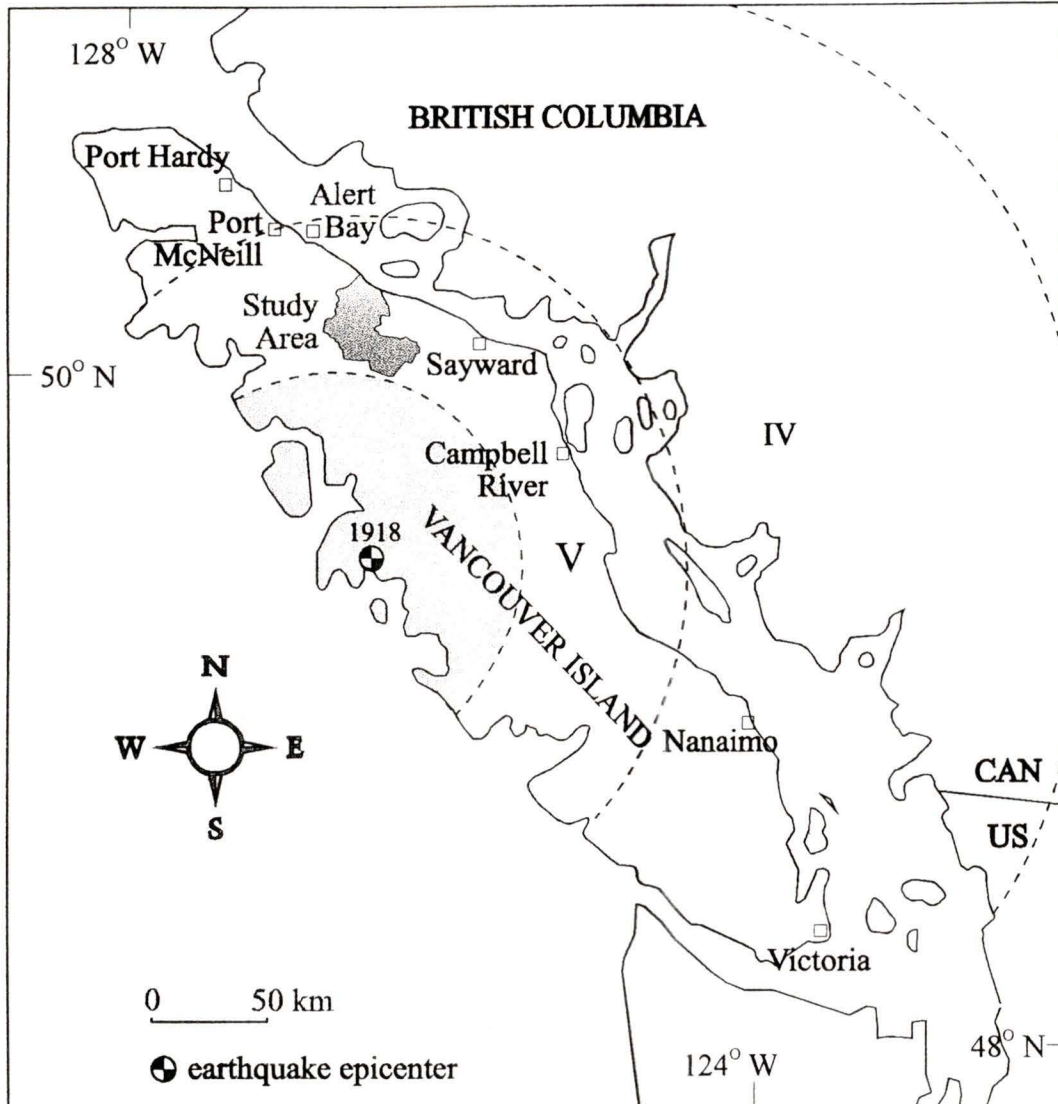 128° W
BRITISH COLUMBIA
Port Hardy
Alert
Bay
Port
McNeill
Study
Area
Sayward
50° N
IV
Campbell
River
1918
VANCOUVER ISLAND
V
N
W
E
S
Nanaimo
CAN
US
Victoria
0
50 km
earthquake epicenter
124° W
48° N